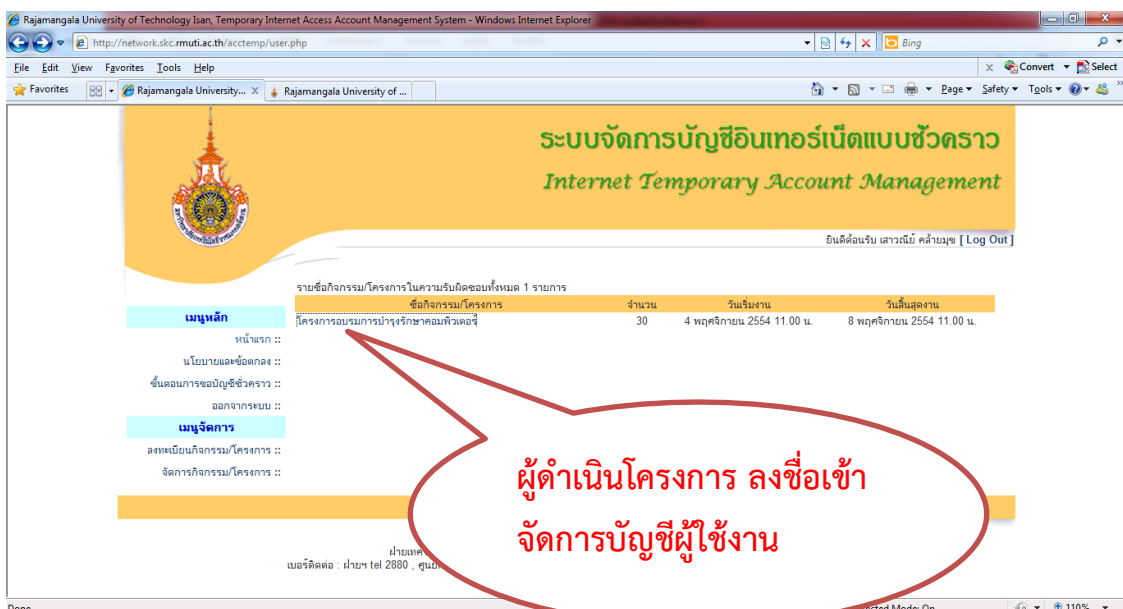 Rajamangala University of Technology Isan, Temporary Internet Access Account Management System - Windows Internet Explorer
http://network.skc.rmuti.ac.th/acctemp/user.php
Bing
File Edit View Favorites Tools Help
x Convert Select
Favorites Rajamangala University... X Rajamangala University of ... Page Safety Tools
ระบบจัดการบัญชีอินเทอร์เน็ตแบบชั่วคราว
Internet Temporary Account Management
ยินดีต้อนรับ เสาวณีย์ คล้ายมุข [ Log Out ]
รายชื่อกิจกรรม/โครงการในความรับผิดชอบทั้งหมด 1 รายการ
ชื่อกิจกรรม/โครงการ จำนวน วันเริ่มงาน วันสิ้นสุดงาน
โครงการอบรมการบำรุงรักษาคอมพิวเตอร์ 30 4 พฤศจิกายน 2554 11.00 น. 8 พฤศจิกายน 2554 11.00 น.
เมนูหลัก
หน้าแรก ::
นโยบายและข้อตกลง ::
ขั้นตอนการขอบัญชีชั่วคราว ::
ออกจากระบบ ::
เมนูจัดการ
ลงทะเบียนกิจกรรม/โครงการ ::
จัดการกิจกรรม/โครงการ ::
ผู้ดำเนินโครงการ ลงชื่อเข้า
จัดการบัญชีผู้ใช้งาน
เบอร์ติดต่อ : ฝ่ายฯ tel 2880 ,
Done
Mode: On 110%